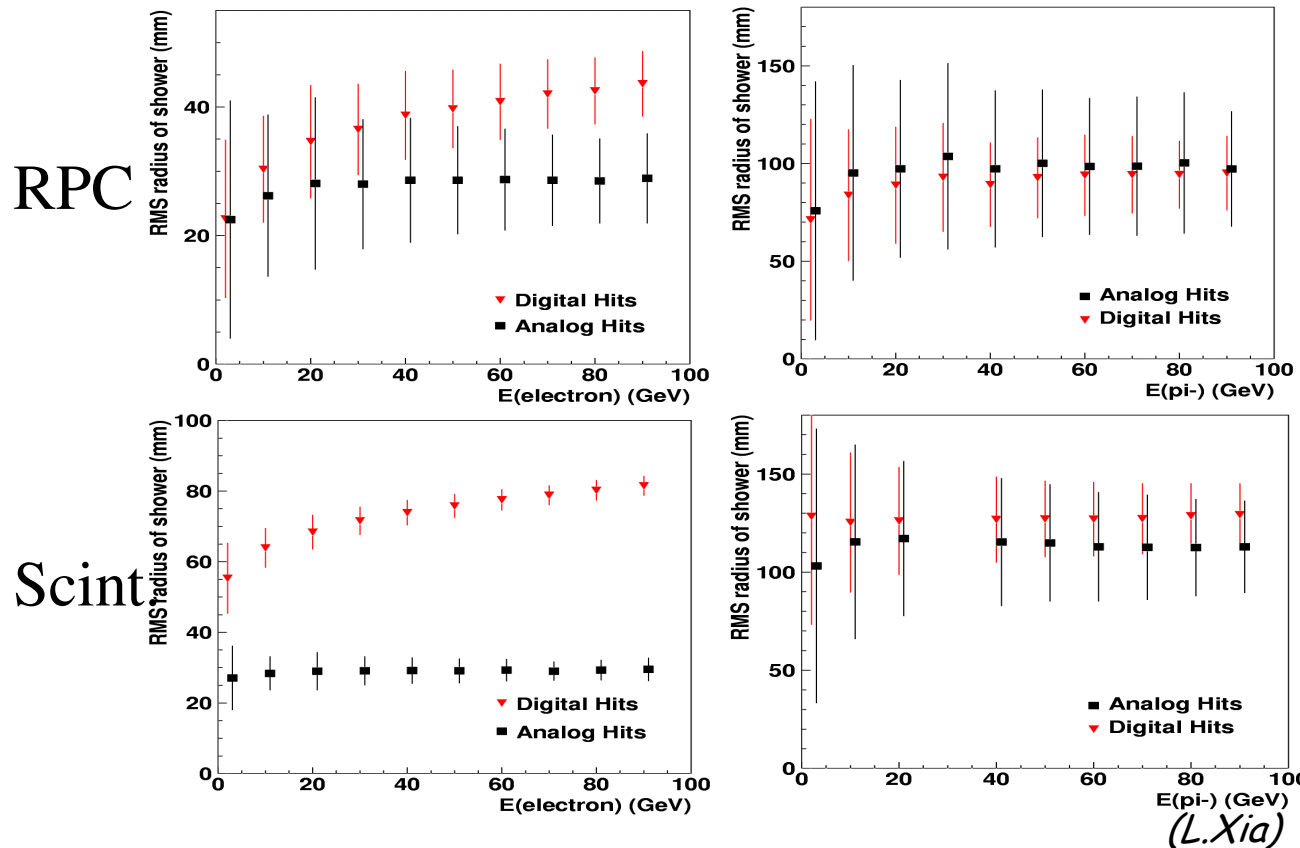 RPC
RMS radius of shower (mm)
40
20
0
Digital Hits
Analog Hits
0
20
40
60
80
100
E(electron) (GeV)
RMS radius of shower (mm)
150
100
50
0
Analog Hits
Digital Hits
0
20
40
60
80
100
E(pi-) (GeV)
Scint.
RMS radius of shower (mm)
100
80
60
40
20
0
Digital Hits
Analog Hits
0
20
40
60
80
100
E(electron) (GeV)
RMS radius of shower (mm)
150
100
50
0
Analog Hits
Digital Hits
0
20
40
60
80
100
E(pi-) (GeV)
(L.Xia)